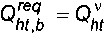 Q^{req}_{ht,b} = Q^{ν}_{ht}